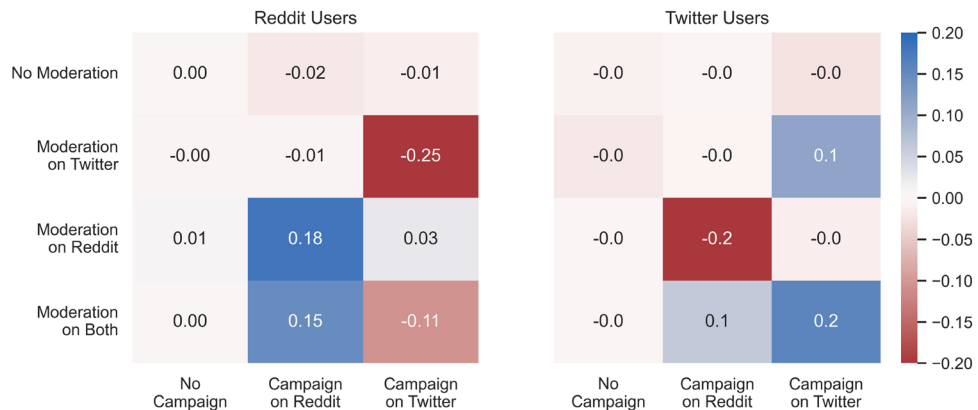 Reddit Users
Twitter Users
No Moderation
0.00 -0.02 -0.01
-0.0 -0.0 -0.0
Moderation
on Twitter
-0.00 -0.01 -0.25
-0.0 -0.0 0.1
Moderation
on Reddit
0.01 0.18 0.03
-0.0 -0.2 -0.0
Moderation
on Both
0.00 0.15 -0.11
-0.0 0.1 0.2
No
Campaign
Campaign
on Reddit
Campaign
on Twitter
No
Campaign
Campaign
on Reddit
Campaign
on Twitter
0.20
0.15
0.10
0.05
0.00
−0.05
−0.10
−0.15
−0.20